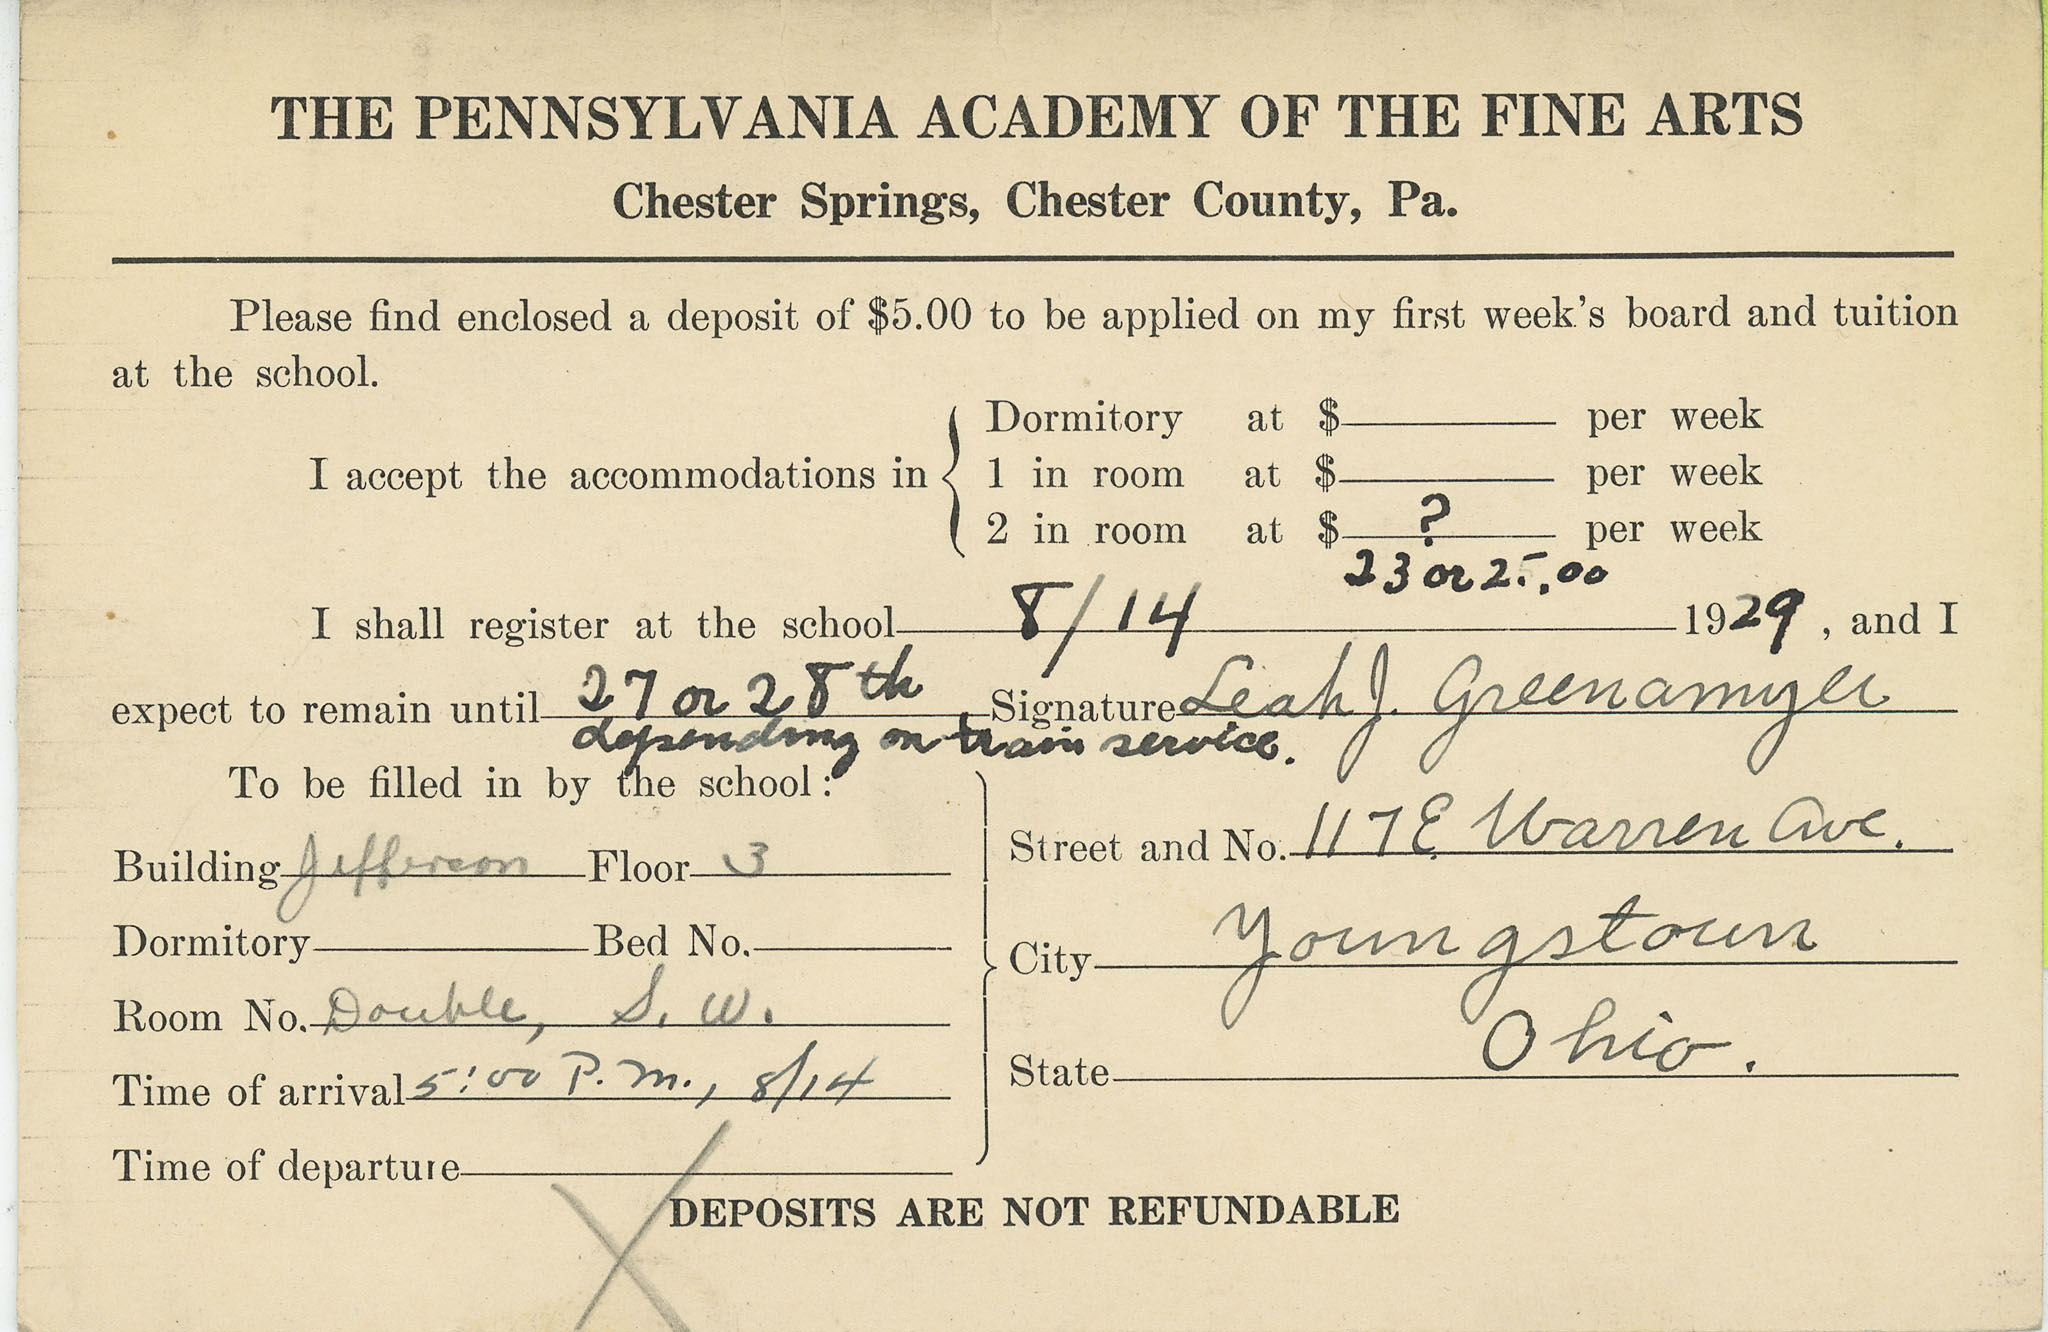 THE PENNSYLVANIA ACADEMY OF THE FINE ARTS
Chester Springs, Chester County, Pa.
Please find enclosed a deposit of $5.00 to be applied on my first week's board and tuition
at the school.
Dormitory at $ per week
I accept the accommodations in 1 in room at $ per week
2 in room at $ ? per week
23 or 25.00
I shall register at the school 8/14 1929, and I
expect to remain until 27 or 28th Signature Leah J. Greenamyer
depending on train service.
To be filled in by the school:
Building Jefferson Floor 3
Dormitory Bed No.
Room No. Double, S. W.
Time of arrival 5:00 P.M., 8/14
Time of departure
Street and No. 117 E Warren Ave.
City Youngstown
State Ohio.
DEPOSITS ARE NOT REFUNDABLE